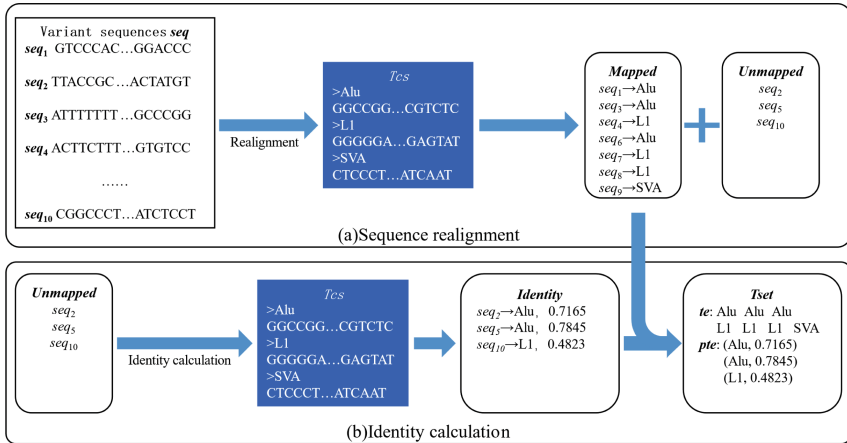 Variant sequences seq
seq1 GTCCCAC…GGACCC
seq2 TTACCGC…ACTATGT
seq3 ATTTTTTT…GCCCGG
seq4 ACTTCTTT…GTGTCC
……
seq10 CGGCCCT…ATCTCCT
Realignment
Tcs
>Alu
GGCCGG…CGTCTC
>L1
GGGGGA…GAGTAT
>SVA
CTCCCT…ATCAAT
Mapped
seq1→Alu
seq3→Alu
seq4→L1
seq6→Alu
seq7→L1
seq8→L1
seq9→SVA
Unmapped
seq2
seq5
seq10
(a)Sequence realignment
Unmapped
seq2
seq5
seq10
Identity calculation
Tcs
>Alu
GGCCGG…CGTCTC
>L1
GGGGGA…GAGTAT
>SVA
CTCCCT…ATCAAT
Identity
seq2→Alu, 0.7165
seq5→Alu, 0.7845
seq10→L1, 0.4823
Tset
te: Alu Alu Alu
L1 L1 L1 SVA
pte: (Alu, 0.7165)
(Alu, 0.7845)
(L1, 0.4823)
(b)Identity calculation